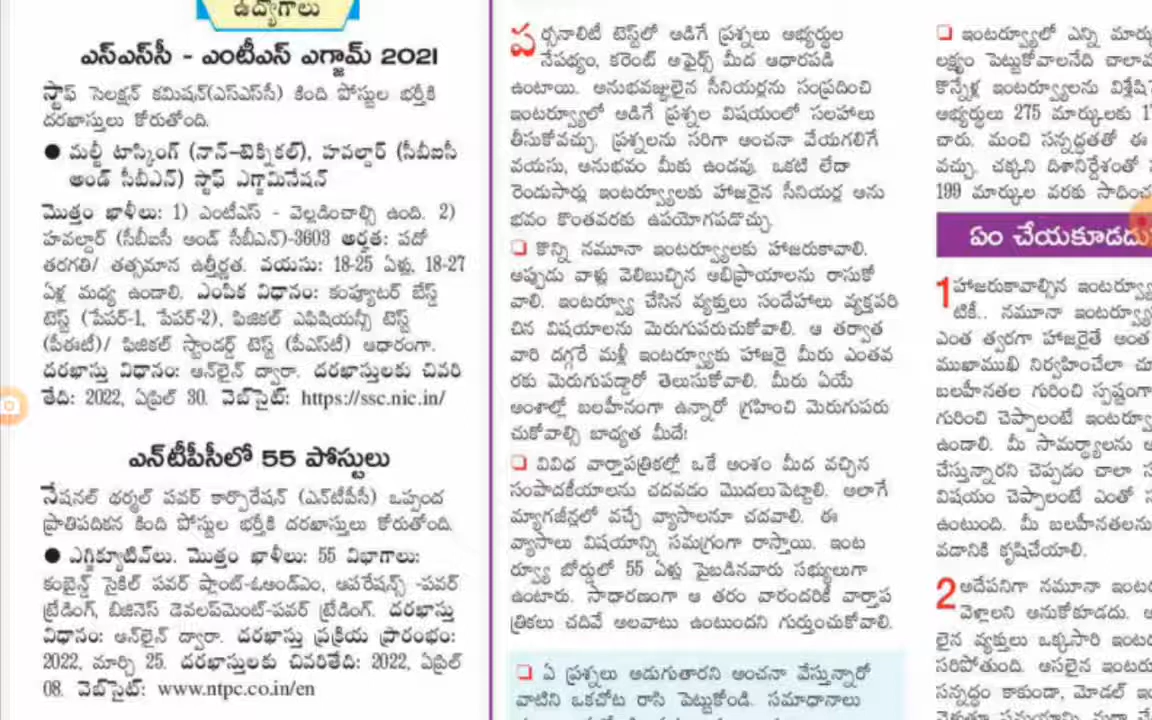 ఉద్యోగాలు
ఎస్ఎస్‌సీ - ఎంటీఎస్ ఎగ్జామ్ 2021
స్టాఫ్ సెలక్షన్ కమిషన్(ఎస్ఎస్‌సీ) కింది పోస్టుల భర్తీకి
దరఖాస్తులు కోరుతోంది.
● మల్టీ టాస్కింగ్ (నాన్-టెక్నికల్), హవల్దార్ (సీబీఐసీ
అండ్ సీబీఎన్) స్టాఫ్ ఎగ్జామినేషన్
మొత్తం ఖాళీలు: 1) ఎంటీఎస్ - వెల్లడించాల్సి ఉంది. 2)
హవల్దార్ (సీబీఐసీ అండ్ సీబీఎన్)-3603 అర్హత: పదో
తరగతి/ తత్సమాన ఉత్తీర్ణత. వయసు: 18-25 ఏళ్లు, 18-27
ఏళ్ల మధ్య ఉండాలి. ఎంపిక విధానం: కంప్యూటర్ బేస్డ్
టెస్ట్ (పేపర్-1, పేపర్-2), ఫిజికల్ ఎఫిషియన్సీ టెస్ట్
(పీఈటీ)/ ఫిజికల్ స్టాండర్డ్ టెస్ట్ (పీఎస్‌టీ) ఆధారంగా.
దరఖాస్తు విధానం: ఆన్‌లైన్ ద్వారా. దరఖాస్తులకు చివరి
తేది: 2022, ఏప్రిల్ 30. వెబ్‌సైట్: https://ssc.nic.in/
ఎన్‌టీపీసీలో 55 పోస్టులు
నేషనల్ థర్మల్ పవర్ కార్పొరేషన్ (ఎన్‌టీపీసీ) ఒప్పంద
ప్రాతిపదికన కింది పోస్టుల భర్తీకి దరఖాస్తులు కోరుతోంది.
● ఎగ్జిక్యూటివ్‌లు. మొత్తం ఖాళీలు: 55 విభాగాలు:
కంబైన్డ్ సైకిల్ పవర్ ప్లాంట్-ఓఅండ్ఎం, ఆపరేషన్స్ -పవర్
ట్రేడింగ్, బిజినెస్ డెవలప్‌మెంట్-పవర్ ట్రేడింగ్. దరఖాస్తు
విధానం: ఆన్‌లైన్ ద్వారా. దరఖాస్తు ప్రక్రియ ప్రారంభం:
2022, మార్చి 25. దరఖాస్తులకు చివరితేది: 2022, ఏప్రిల్
08. వెబ్‌సైట్: www.ntpc.co.in/en
పర్సనాలిటీ టెస్ట్‌లో అడిగే ప్రశ్నలు అభ్యర్థుల
నేపథ్యం, కరెంట్ అఫైర్స్ మీద ఆధారపడి
ఉంటాయి. అనుభవజ్ఞులైన సీనియర్లను సంప్రదించి
ఇంటర్వ్యూలో అడిగే ప్రశ్నల విషయంలో సలహాలు
తీసుకోవచ్చు. ప్రశ్నలను సరిగా అంచనా వేయగలిగే
వయసు, అనుభవం మీకు ఉండవు. ఒకటి లేదా
రెండుసార్లు ఇంటర్వ్యూలకు హాజరైన సీనియర్ల అను
భవం కొంతవరకు ఉపయోగపడొచ్చు.
❑ కొన్ని నమూనా ఇంటర్వ్యూలకు హాజరుకావాలి.
అప్పుడు వాళ్లు వెలిబుచ్చిన అభిప్రాయాలను రాసుకో
వాలి. ఇంటర్వ్యూ చేసిన వ్యక్తులు సందేహాలు వ్యక్తపరి
చిన విషయాలను మెరుగుపరుచుకోవాలి. ఆ తర్వాత
వారి దగ్గరే మళ్లీ ఇంటర్వ్యూకు హాజరై మీరు ఎంతవ
రకు మెరుగుపడ్డారో తెలుసుకోవాలి. మీరు ఏయే
అంశాల్లో బలహీనంగా ఉన్నారో గ్రహించి మెరుగుపరు
చుకోవాల్సి బాధ్యత మీదే!
❑ వివిధ వార్తాపత్రికల్లో ఒకే అంశం మీద వచ్చిన
సంపాదకీయాలను చదవడం మొదలుపెట్టాలి. అలాగే
మ్యాగజీన్లలో వచ్చే వ్యాసాలనూ చదవాలి. ఈ
వ్యాసాలు విషయాన్ని సమగ్రంగా రాస్తాయి. ఇంట
ర్వ్యూ బోర్డులో 55 ఏళ్లు పైబడినవారు సభ్యులుగా
ఉంటారు. సాధారణంగా ఆ తరం వారందరికీ వార్తాప
త్రికలు చదివే అలవాటు ఉంటుందని గుర్తుంచుకోవాలి.
❑ ఏ ప్రశ్నలు అడుగుతారని అంచనా వేస్తున్నారో
వాటిని ఒకచోట రాసి పెట్టుకోండి. సమాధానాలు
❑ ఇంటర్వ్యూలో ఎన్ని
లక్ష్యం పెట్టుకోవాలనేది
కొన్నేళ్ల ఇంటర్వ్యూలను
అభ్యర్థులు 275 మార్కులకు
చారు. మంచి సన్నద్ధతతో ఈ
వచ్చు. చక్కని దిశానిర్దేశంతో
199 మార్కుల వరకు
ఏం చేయకూడదు
1 హాజరుకావాల్సిన
టికీ.. నమూనా
ఎంత త్వరగా హాజరైతే అంత
ముఖాముఖి నిర్వహించేలా
బలహీనతల గురించి స్పష్టంగా
గురించి చెప్పాలంటే
ఉండాలి. మీ సామర్థ్యాలను
చేస్తున్నారని చెప్పడం చాలా
విషయం చెప్పాలంటే ఎంతో
ఉంటుంది. మీ బలహీనతలను
వడానికి కృషిచేయాలి.
2 అదేపనిగా నమూనా
వెళ్లాలని అనుకోకూడదు.
లైన వ్యక్తులు ఒక్కసారి
సరిపోతుంది. అసలైన
సన్నద్ధం కాకుండా, మోడల్